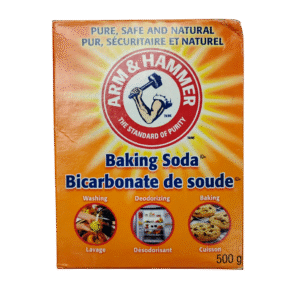 PURE, SAFE AND NATURAL
PUR, SÉCURITAIRE ET NATUREL
ARM & HAMMER
THE STANDARD OF PURITY
Baking Soda
Bicarbonate de soude
Washing Deodorizing Baking
Lavage Désodorisant Cuisson
500 g